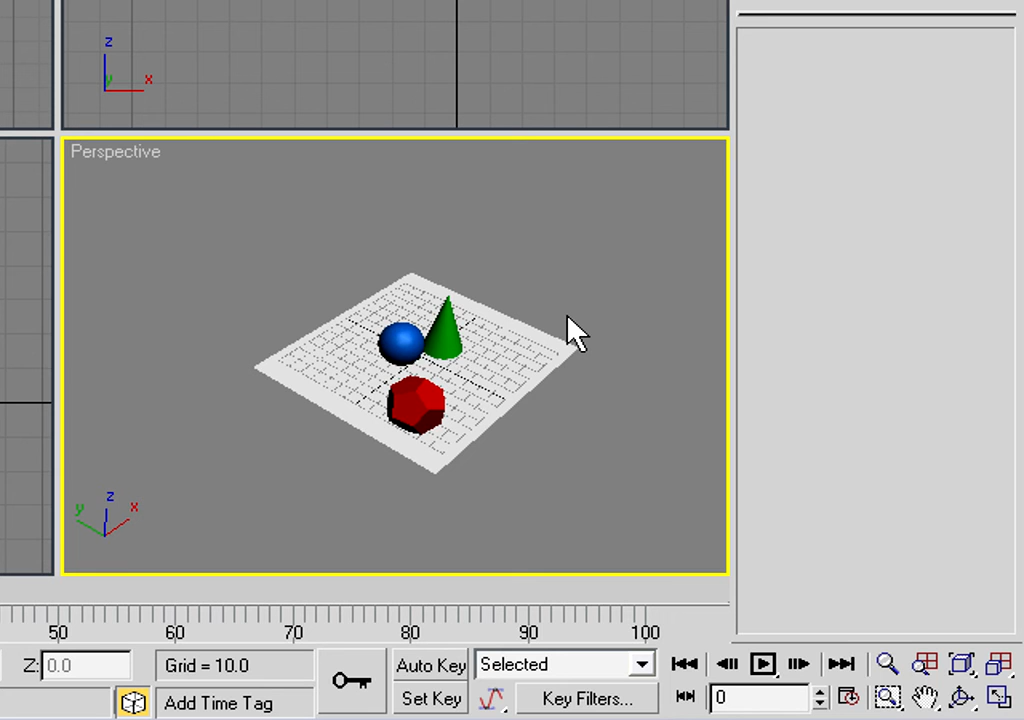 z
y x
Perspective
z
y x
50 60 70 80 90 100
Z: 0.0 Grid = 10.0 Auto Key Selected
Add Time Tag Set Key Key Filters... 0